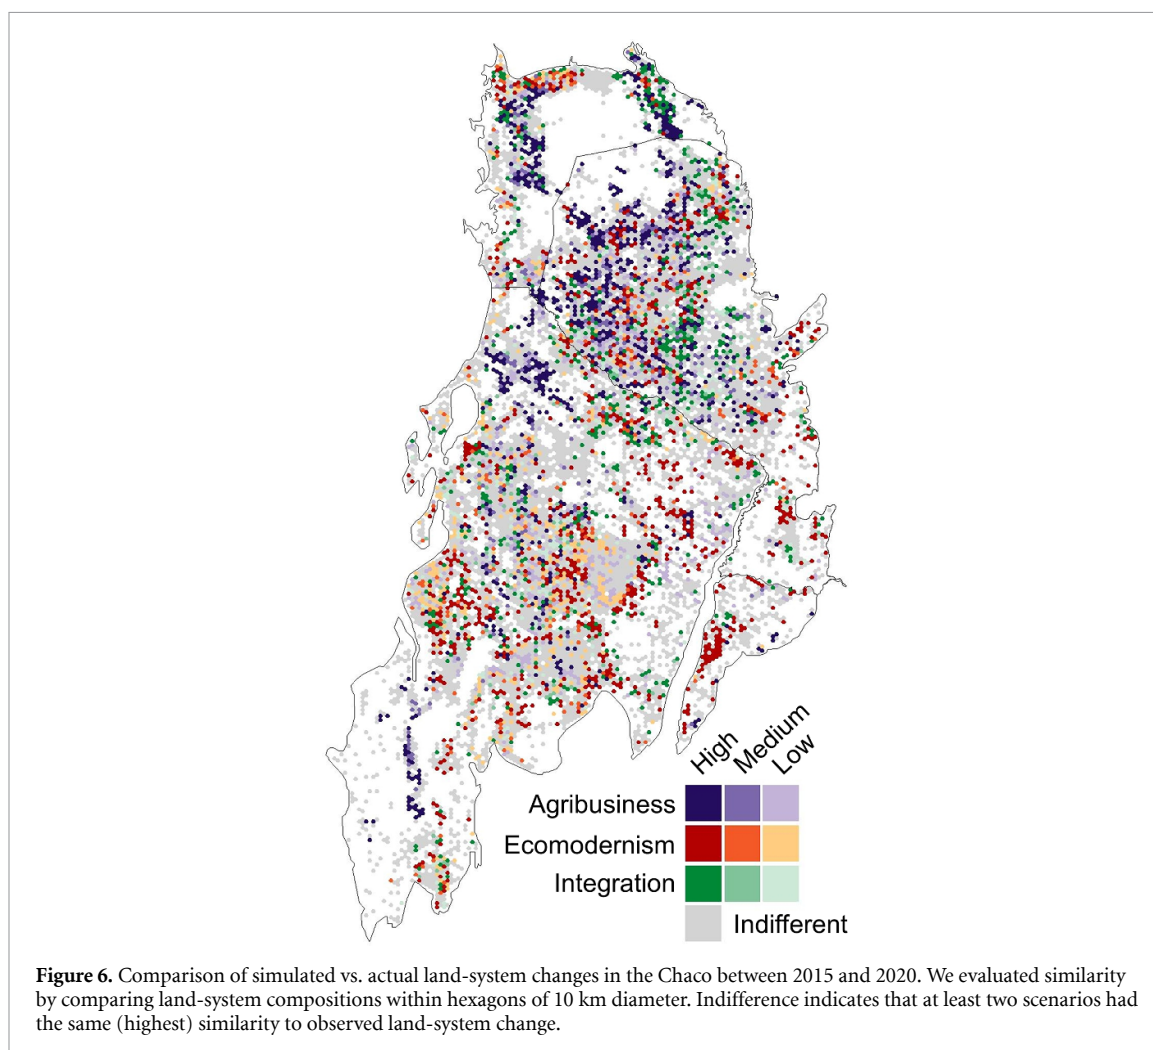 High
Medium
Low
Agribusiness
Ecomodernism
Integration
Indifferent
Figure 6. Comparison of simulated vs. actual land-system changes in the Chaco between 2015 and 2020. We evaluated similarity
by comparing land-system compositions within hexagons of 10 km diameter. Indifference indicates that at least two scenarios had
the same (highest) similarity to observed land-system change.